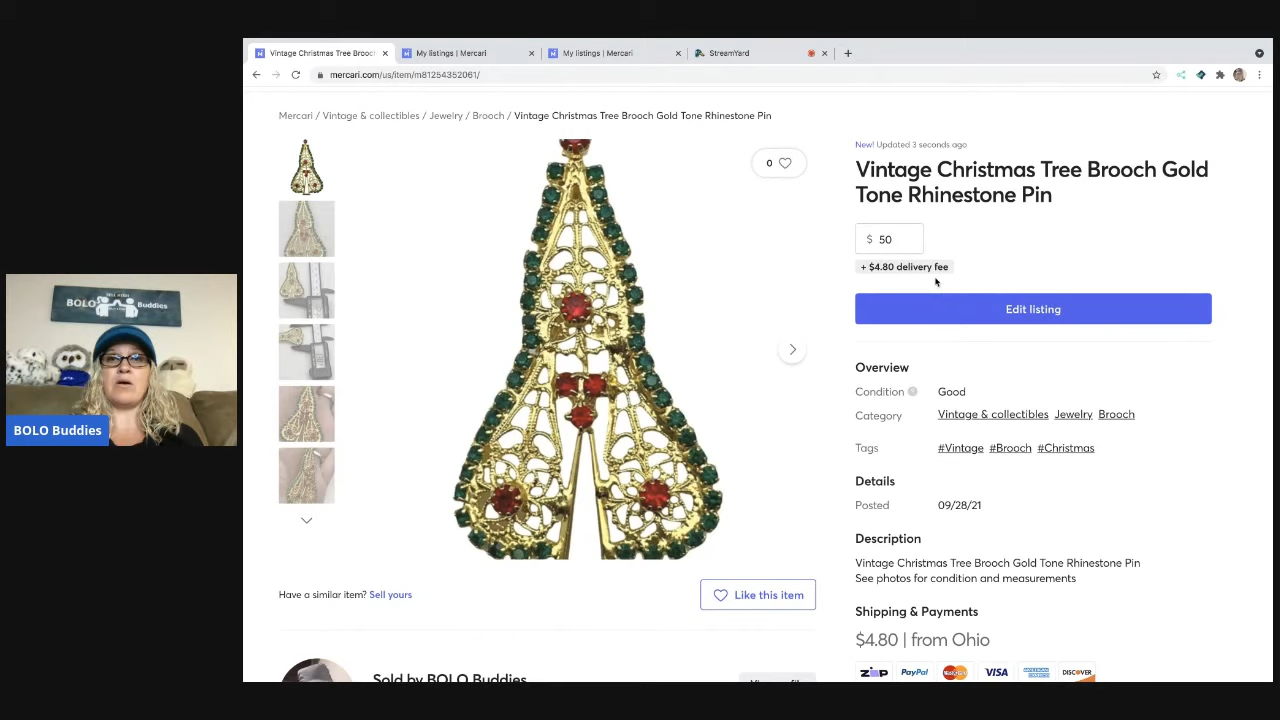 Vintage Christmas Tree Brooch
My listings | Mercari
My listings | Mercari
StreamYard
mercari.com/us/item/m81254352061/
Mercari / Vintage & collectibles / Jewelry / Brooch / Vintage Christmas Tree Brooch Gold Tone Rhinestone Pin
0
New! Updated 3 seconds ago
Vintage Christmas Tree Brooch Gold
Tone Rhinestone Pin
$ 50
+ $4.80 delivery fee
Edit listing
Overview
Condition Good
Category Vintage & collectibles Jewelry Brooch
Tags #Vintage #Brooch #Christmas
Details
Posted 09/28/21
Description
Vintage Christmas Tree Brooch Gold Tone Rhinestone Pin
See photos for condition and measurements
Shipping & Payments
$4.80 | from Ohio
ZIP PayPal MasterCard VISA AMERICAN EXPRESS DISCOVER
Have a similar item? Sell yours
Like this item
Sold by BOLO Buddies
BOLO Buddies
BOLO Buddies